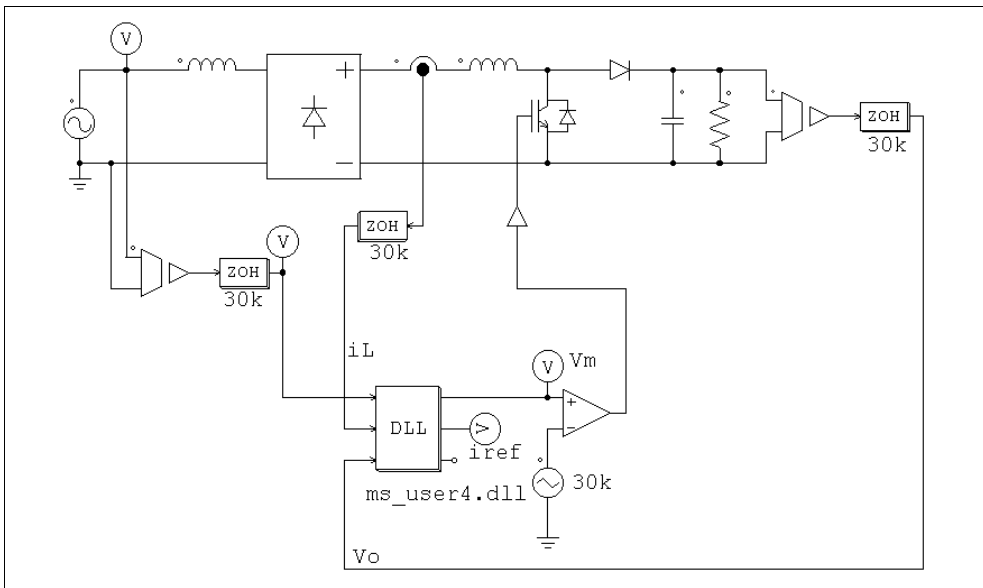 V
ZOH
30k
ZOH
30k
V
ZOH
30k
iL
V
Vm
DLL
V
iref
30k
ms_user4.dll
Vo